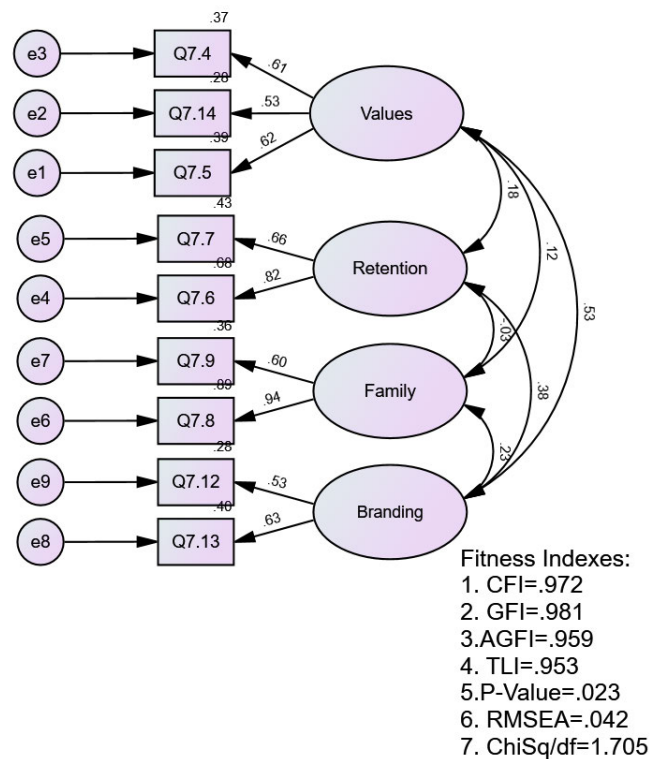 .37
e3 Q7.4 .61
.28
e2 Q7.14 .53 Values
.39
e1 Q7.5 .62
.18
.43
e5 Q7.7 .66
.12
.68 Retention
e4 Q7.6 .82
.53
.36
-.03
e7 Q7.9 .60
.89 Family .38
e6 Q7.8 .94
.28 .23
e9 Q7.12 .53
.40 Branding
e8 Q7.13 .63
Fitness Indexes:
1. CFI=.972
2. GFI=.981
3.AGFI=.959
4. TLI=.953
5.P-Value=.023
6. RMSEA=.042
7. ChiSq/df=1.705